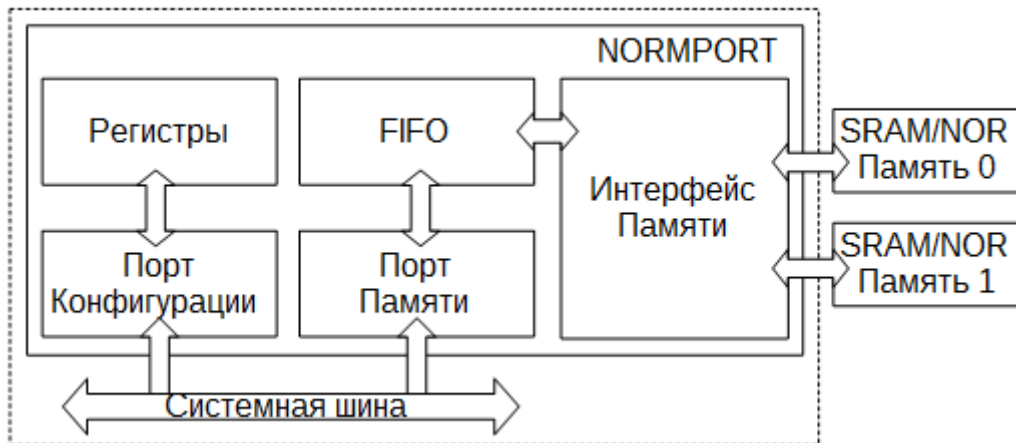 NORMPORT
Регистры
FIFO
Интерфейс
Памяти
SRAM/NOR
Память 0
SRAM/NOR
Память 1
Порт
Конфигурации
Порт
Памяти
Системная шина